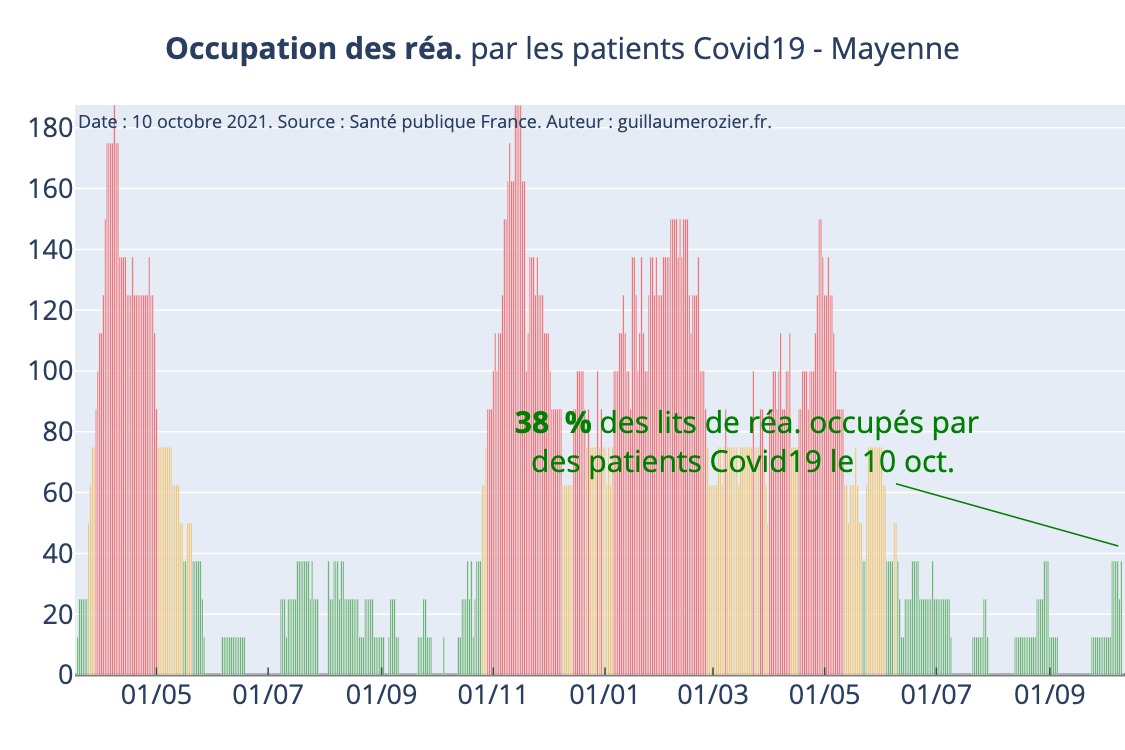 Occupation des réa. par les patients Covid19 - Mayenne
Date : 10 octobre 2021. Source : Santé publique France. Auteur : guillaumerozier.fr.
180
160
140
120
100
80
60
40
20
0
38 % des lits de réa. occupés par
des patients Covid19 le 10 oct.
01/05 01/07 01/09 01/11 01/01 01/03 01/05 01/07 01/09